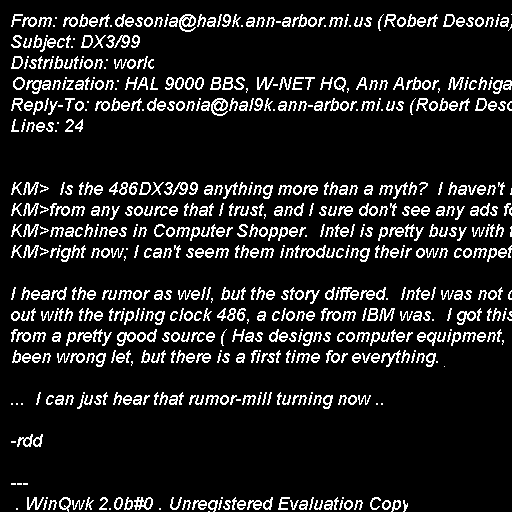 From: robert.desonia@hal9k.ann-arbor.mi.us (Robert Desonia)
Subject: DX3/99
Distribution: world
Organization: HAL 9000 BBS, W-NET HQ, Ann Arbor, Michiga
Reply-To: robert.desonia@hal9k.ann-arbor.mi.us (Robert Deso
Lines: 24
KM> Is the 486DX3/99 anything more than a myth? I haven't
KM>from any source that I trust, and I sure don't see any ads fo
KM>machines in Computer Shopper. Intel is pretty busy with
KM>right now; I can't seem them introducing their own compet
I heard the rumor as well, but the story differed. Intel was not
out with the tripling clock 486, a clone from IBM was. I got this
from a pretty good source ( Has designs computer equipment,
been wrong let, but there is a first time for everything.
... I can just hear that rumor-mill turning now ..
-rdd
---
. WinQwk 2.0b#0 . Unregistered Evaluation Copy